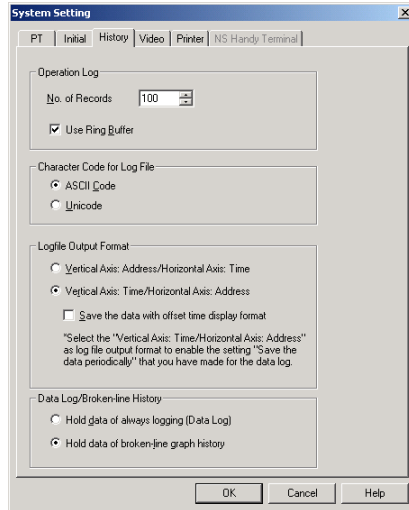 System Setting
PT Initial History Video Printer NS Handy Terminal
Operation Log
No. of Records 100
Use Ring Buffer
Character Code for Log File
ASCII Code
Unicode
Logfile Output Format
Vertical Axis: Address/Horizontal Axis: Time
Vertical Axis: Time/Horizontal Axis: Address
Save the data with offset time display format
"Select the "Vertical Axis: Time/Horizontal Axis: Address"
as log file output format to enable the setting "Save the
data periodically" that you have made for the data log.
Data Log/Broken-line History
Hold data of always logging (Data Log)
Hold data of broken-line graph history
OK Cancel Help